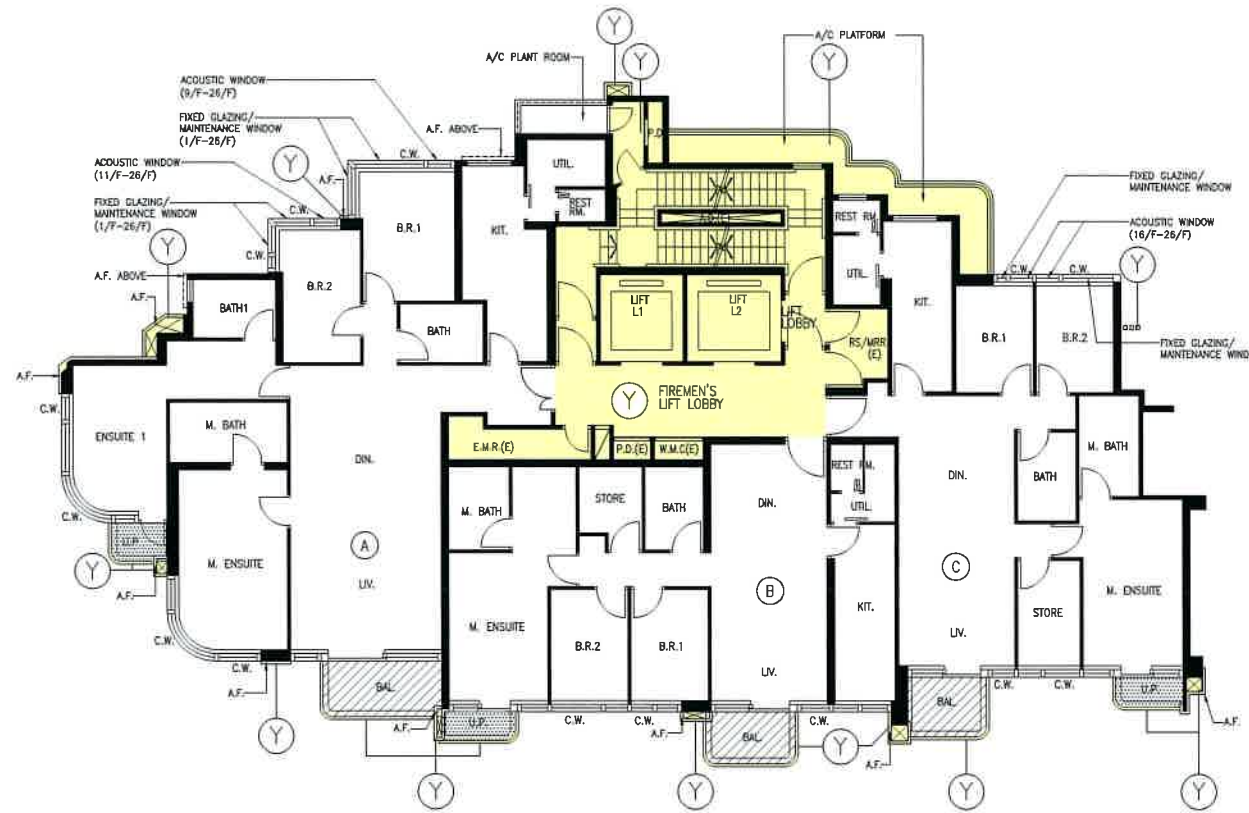 Y
Y
A/C PLATFORM
Y
A/C PLANT ROOM
ACOUSTIC WINDOW
(9/F-26/F)
FIXED GLAZING/
MAINTENANCE WINDOW
(1/F-26/F)
A.F. ABOVE
P.D.
C.W.
ACOUSTIC WINDOW
(11/F-26/F)
Y
A.F.
UTIL.
FIXED GLAZING/
MAINTENANCE WINDOW
(1/F-26/F)
C.W.
C.W.
B.R.1
REST
RM.
KIT.
FIXED GLAZING/
MAINTENANCE WINDOW
ACOUSTIC WINDOW
(16/F-26/F)
REST RM.
Y
C.W.
B.R.2
UTIL.
C.W.
C.W.
Y
A.F. ABOVE
A.F.
BATH1
BATH
LIFT
L1
LIFT
L2
LIFT
LOBBY
KIT.
B.R.1
B.R.2
RS/MRR
(E)
FIXED GLAZING/
MAINTENANCE WIND
A.F.
C.W.
Y
FIREMEN'S
LIFT LOBBY
ENSUITE 1
M. BATH
E.M.R.(E)
P.D.(E)
W.M.C(E)
M. BATH
DIN.
STORE
BATH
DIN.
REST RM.
UTIL.
DIN.
BATH
M. BATH
C.W.
U.P.
A
M. ENSUITE
Y
A.F.
LIV.
B
C
KIT.
M. ENSUITE
STORE
M. ENSUITE
B.R.2
B.R.1
LIV.
LIV.
C.W.
C.W.
A.F.
BAL.
C.W.
C.W.
U.P.
BAL.
A.F.
U.P.
C.W.
C.W.
A.F.
BAL.
C.W.
Y
A.F.
Y
A.F.
Y
Y
Y
Y